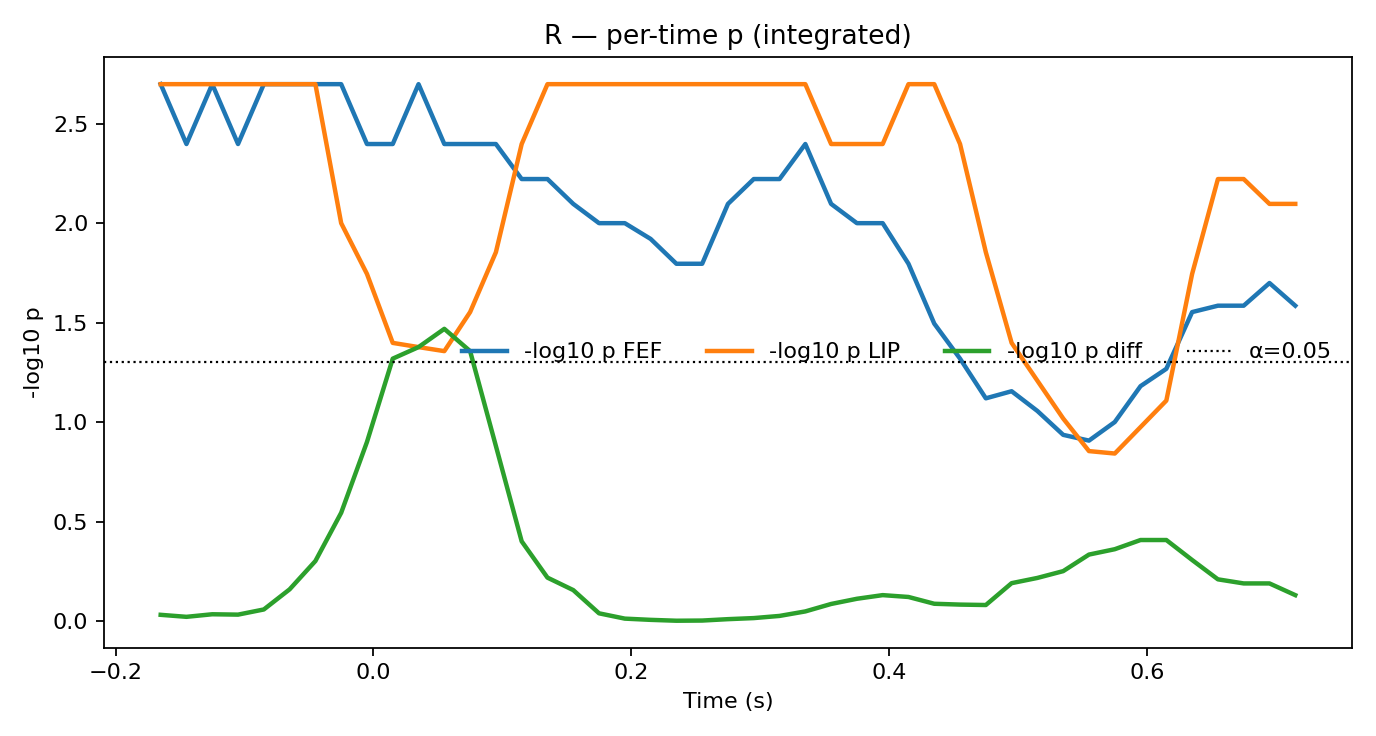 R — per-time p (integrated)
-log10 p
2.5
2.0
1.5
1.0
0.5
0.0
-log10 p FEF
-log10 p LIP
-log10 p diff
α=0.05
−0.2
0.0
0.2
0.4
0.6
Time (s)